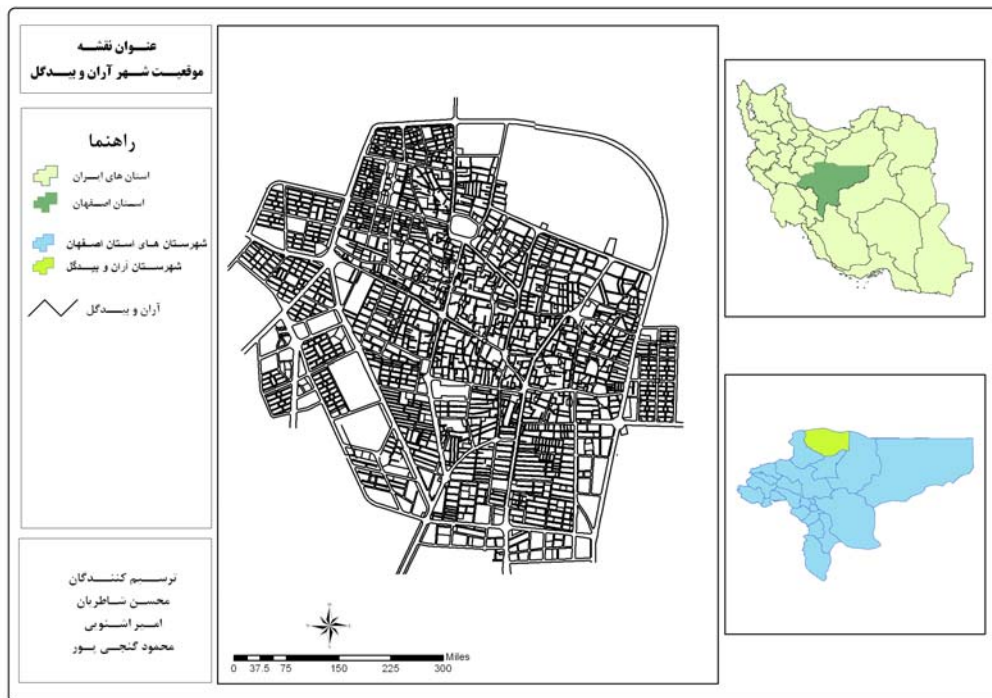 عنوان نقشه
موقعیت شهر آران و بیدگل
راهنما
استان های ایران
استان اصفهان
شهرستان های استان اصفهان
شهرستان آران و بیدگل
آران و بیدگل
ترسیم کنندگان
محسن شاطریان
امیر اشنویی
محمود گنجی پور
Miles
0 37.5 75 150 225 300